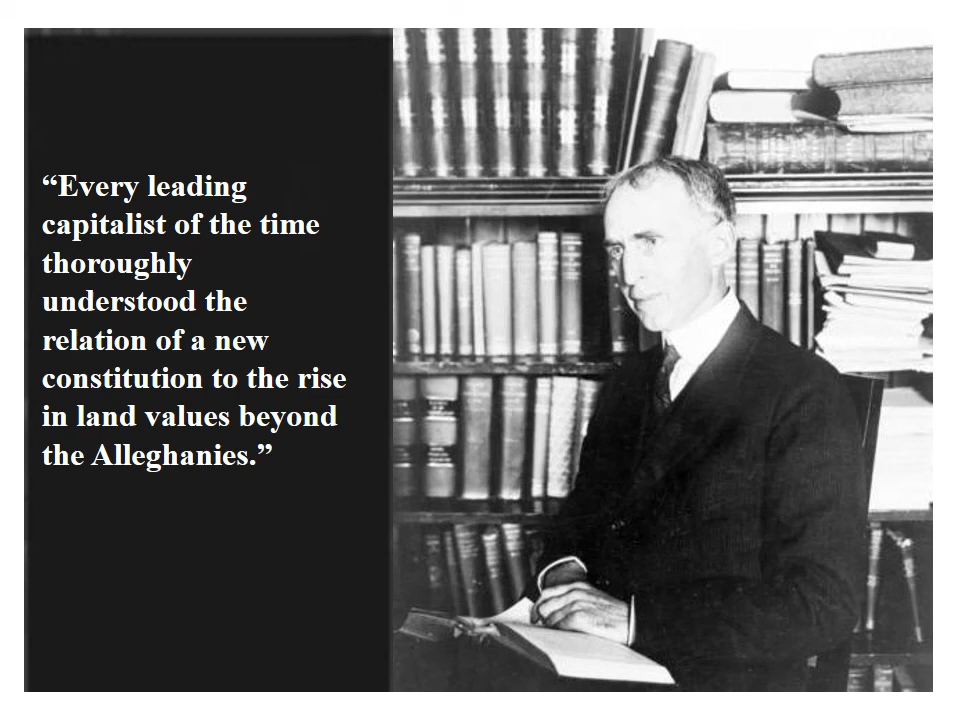 “Every leading
capitalist of the time
thoroughly
understood the
relation of a new
constitution to the rise
in land values beyond
the Alleghanies.”